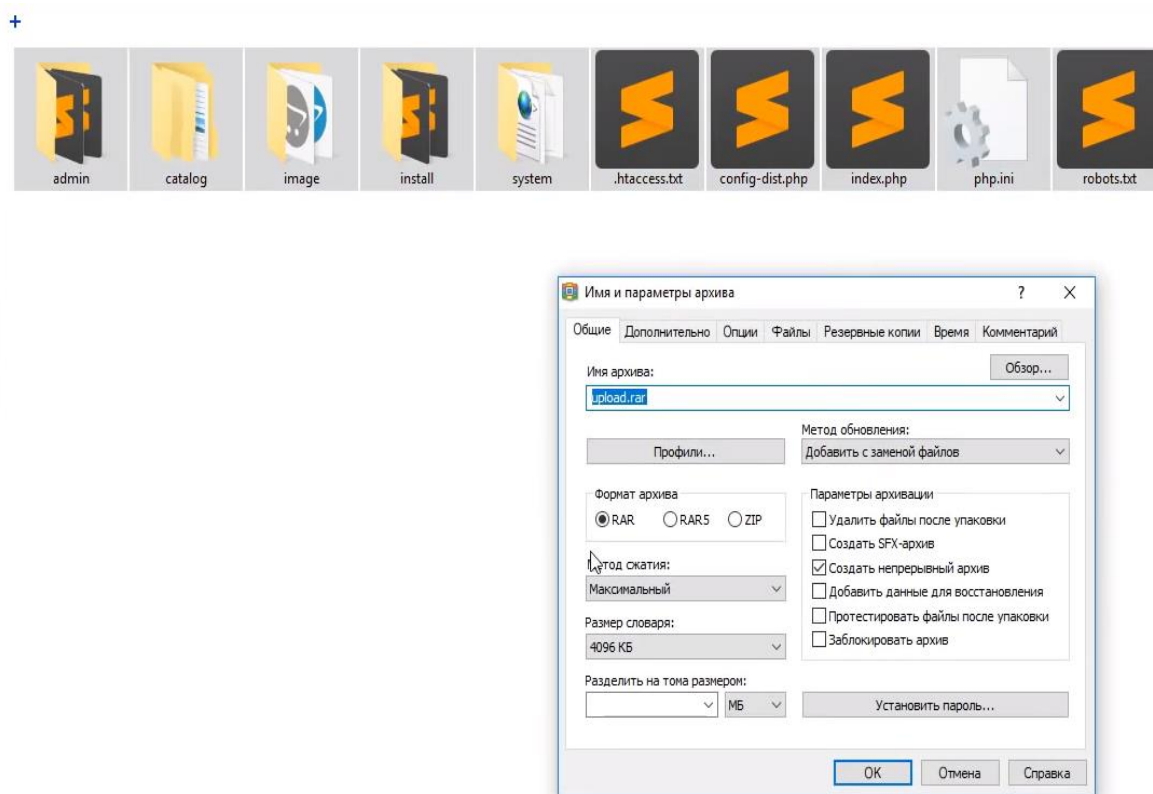 +
admin catalog image install system .htaccess.txt config-dist.php index.php php.ini robots.txt
Имя и параметры архива ?
Общие Дополнительно Опции Файлы Резервные копии Время Комментарий
Имя архива:
Обзор...
upload.rar
Метод обновления:
Профили...
Добавить с заменой файлов
Формат архива
RAR RAR5 ZIP
Метод сжатия:
Максимальный
Размер словаря:
4096 КБ
Разделить на тома размером:
МБ
Параметры архивации
Удалить файлы после упаковки
Создать SFX-архив
Создать непрерывный архив
Добавить данные для восстановления
Протестировать файлы после упаковки
Заблокировать архив
Установить пароль...
OK Отмена Справка